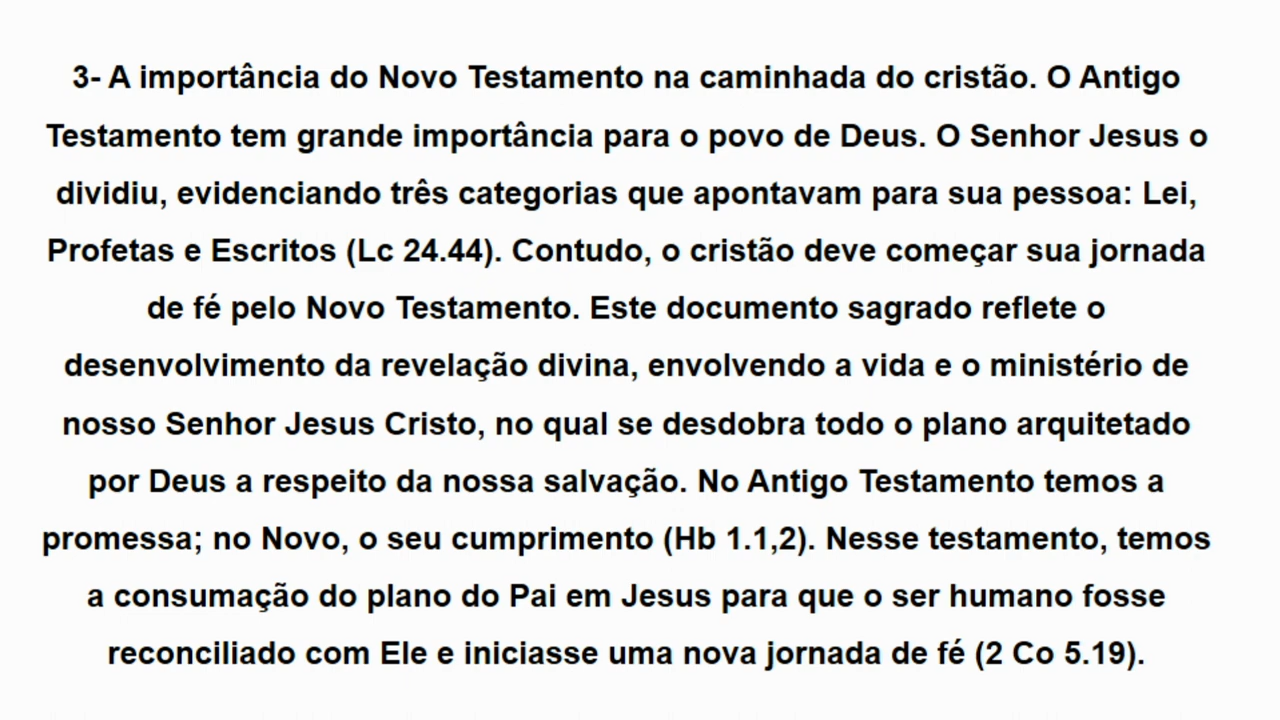 3- A importância do Novo Testamento na caminhada do cristão. O Antigo
Testamento tem grande importância para o povo de Deus. O Senhor Jesus o
dividiu, evidenciando três categorias que apontavam para sua pessoa: Lei,
Profetas e Escritos (Lc 24.44). Contudo, o cristão deve começar sua jornada
de fé pelo Novo Testamento. Este documento sagrado reflete o
desenvolvimento da revelação divina, envolvendo a vida e o ministério de
nosso Senhor Jesus Cristo, no qual se desdobra todo o plano arquitetado
por Deus a respeito da nossa salvação. No Antigo Testamento temos a
promessa; no Novo, o seu cumprimento (Hb 1.1,2). Nesse testamento, temos
a consumação do plano do Pai em Jesus para que o ser humano fosse
reconciliado com Ele e iniciasse uma nova jornada de fé (2 Co 5.19).